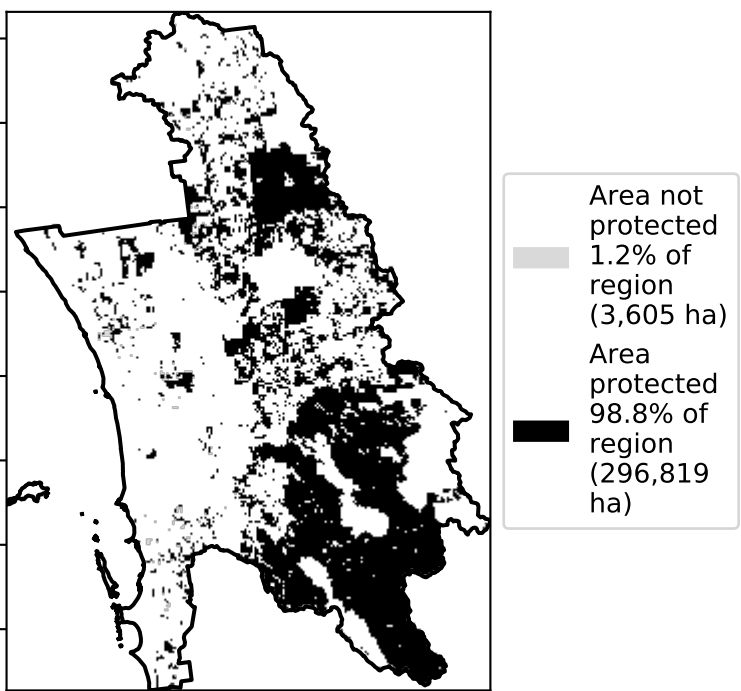 Area not
protected
1.2% of
region
(3,605 ha)
Area
protected
98.8% of
region
(296,819
ha)